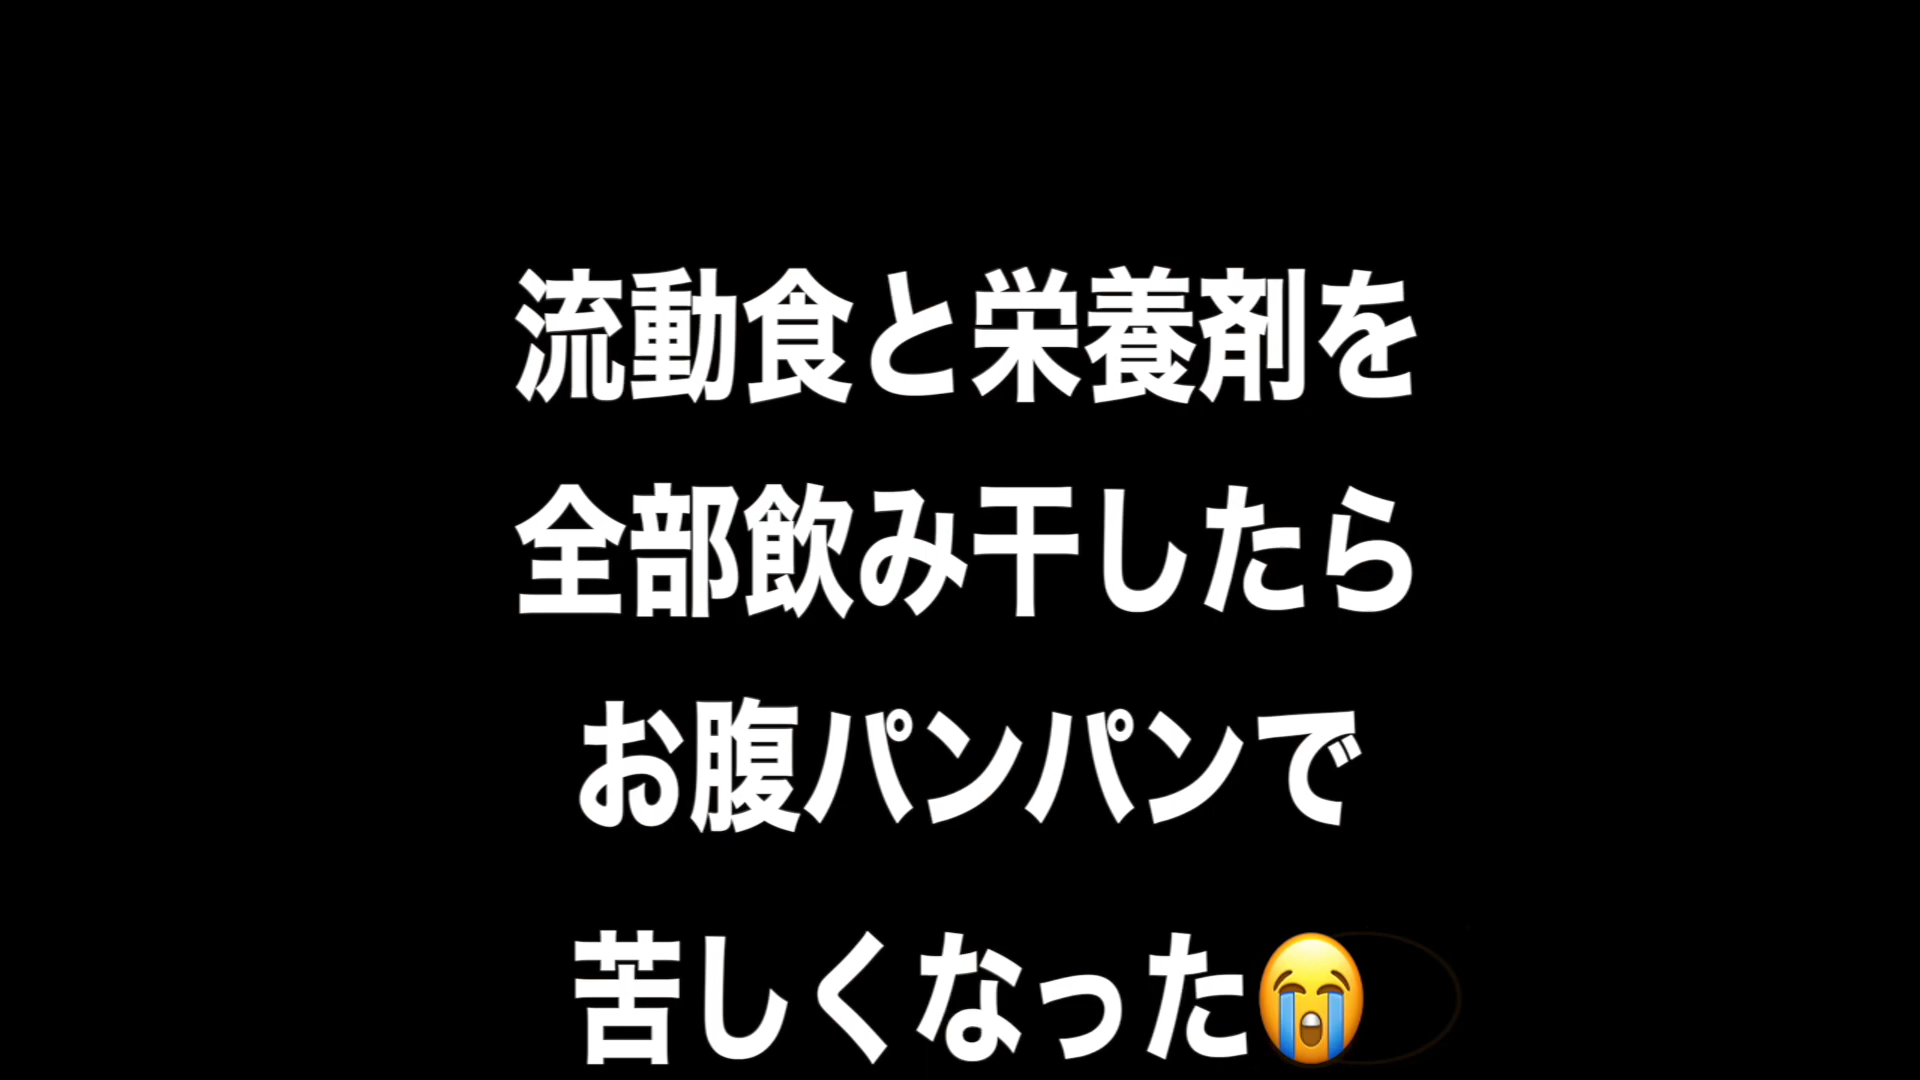 流動食と栄養剤を
全部飲み干したら
お腹パンパンで
苦しくなった😭